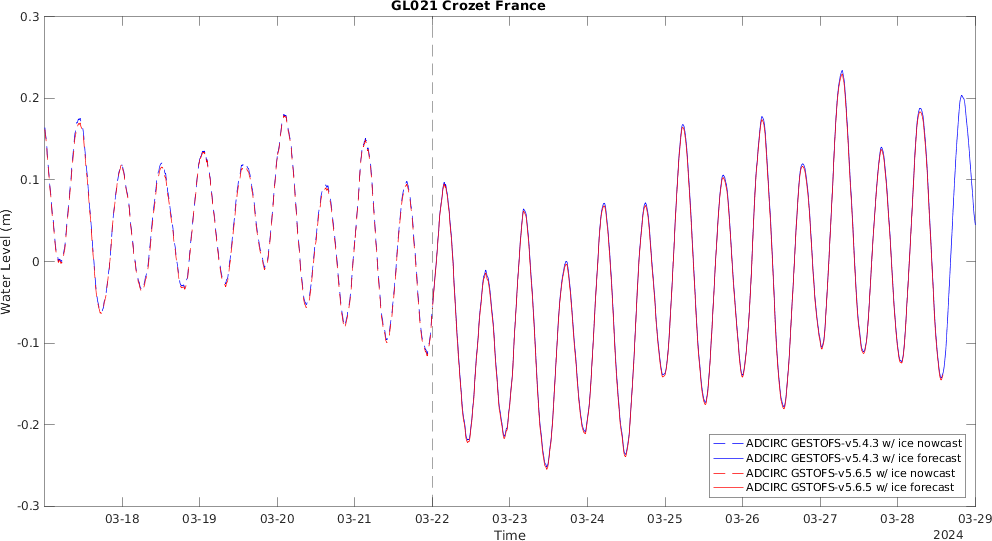 GL021 Crozet France
0.3
0.2
0.1
0
-0.1
-0.2
-0.3
Water Level (m)
ADCIRC GESTOFS-v5.4.3 w/ ice nowcast
ADCIRC GESTOFS-v5.4.3 w/ ice forecast
ADCIRC GSTOFS-v5.6.5 w/ ice nowcast
ADCIRC GSTOFS-v5.6.5 w/ ice forecast
03-18 03-19 03-20 03-21 03-22 03-23 03-24 03-25 03-26 03-27 03-28 03-29
Time
2024